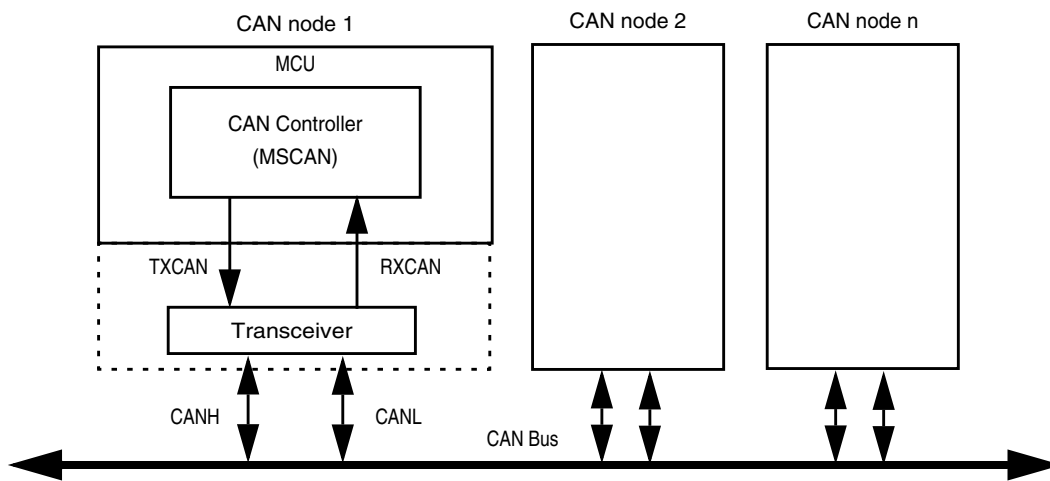 CAN node 1
CAN node 2
CAN node n
MCU
CAN Controller
(MSCAN)
TXCAN
RXCAN
Transceiver
CANH
CANL
CAN Bus